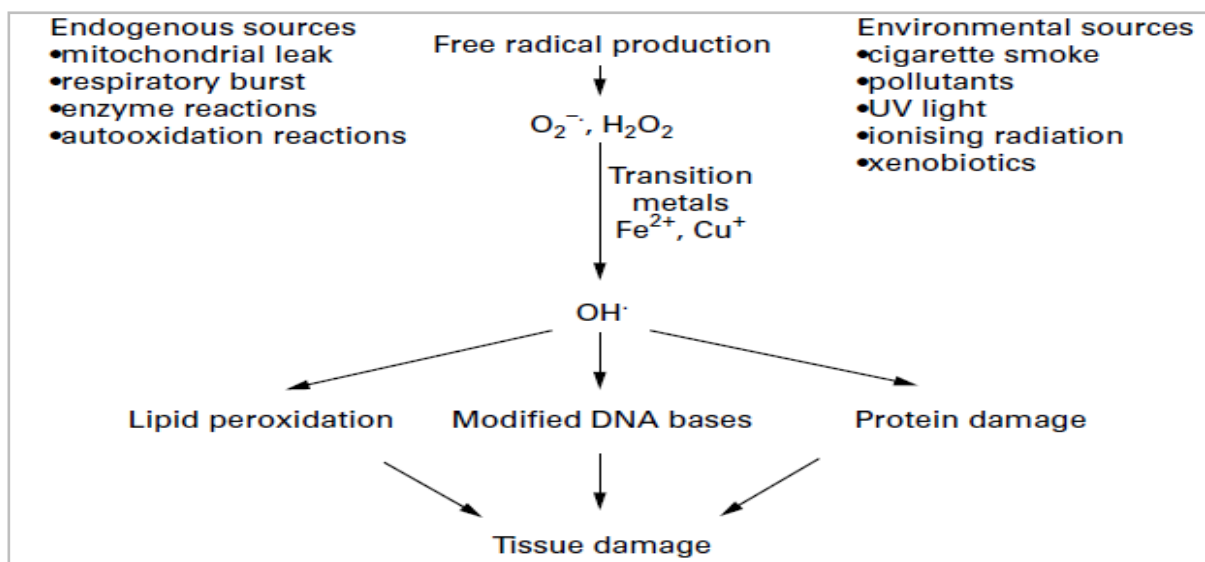 Endogenous sources
•mitochondrial leak
•respiratory burst
•enzyme reactions
•autooxidation reactions
Free radical production
Environmental sources
•cigarette smoke
•pollutants
•UV light
•ionising radiation
•xenobiotics
O₂⁻·, H₂O₂
Transition
metals
Fe²⁺, Cu⁺
OH·
Lipid peroxidation
Modified DNA bases
Protein damage
Tissue damage